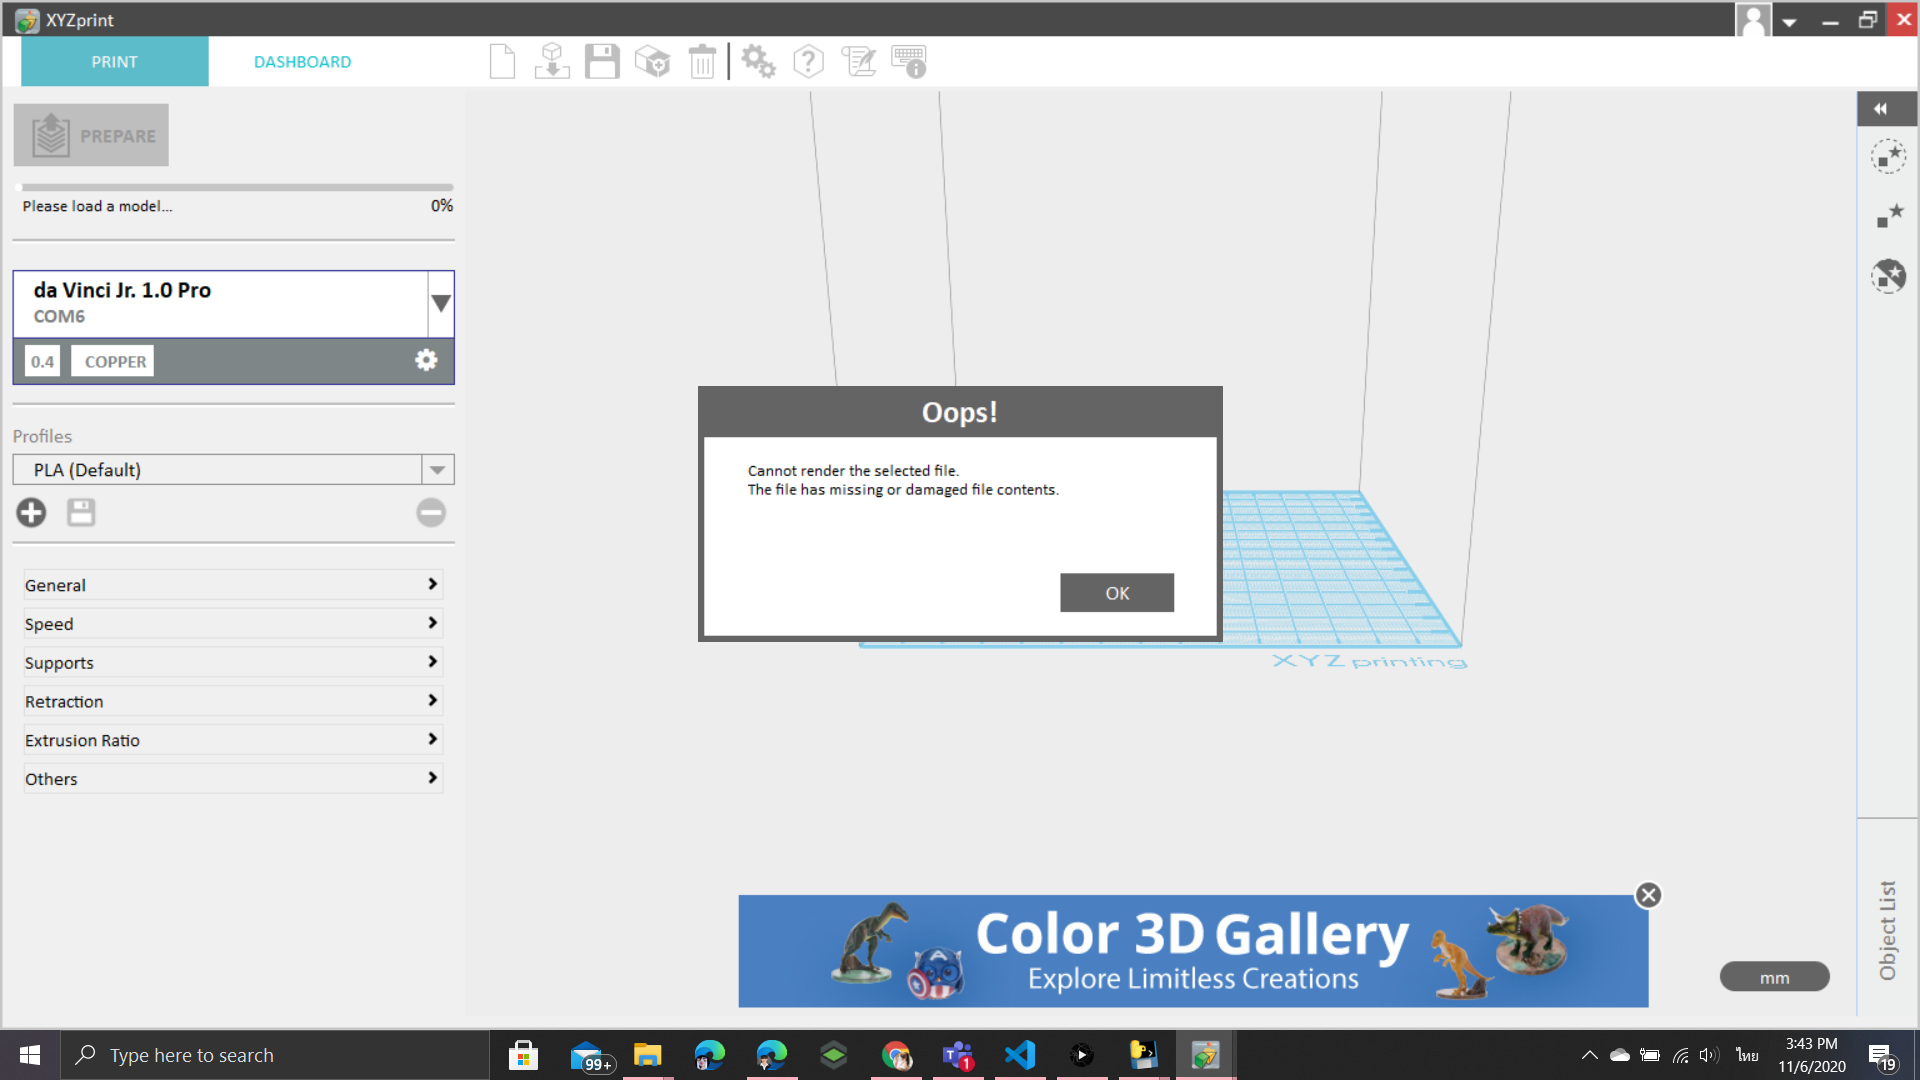 XYZprint
PRINT
DASHBOARD
PREPARE
Please load a model...
0%
da Vinci Jr. 1.0 Pro
COM6
0.4
COPPER
Profiles
PLA (Default)
General
Speed
Supports
Retraction
Extrusion Ratio
Others
Oops!
Cannot render the selected file.
The file has missing or damaged file contents.
OK
XYZprinting
Color 3D Gallery
Explore Limitless Creations
mm
Object List
Type here to search
99+
1
ไทย
3:43 PM
11/6/2020
19